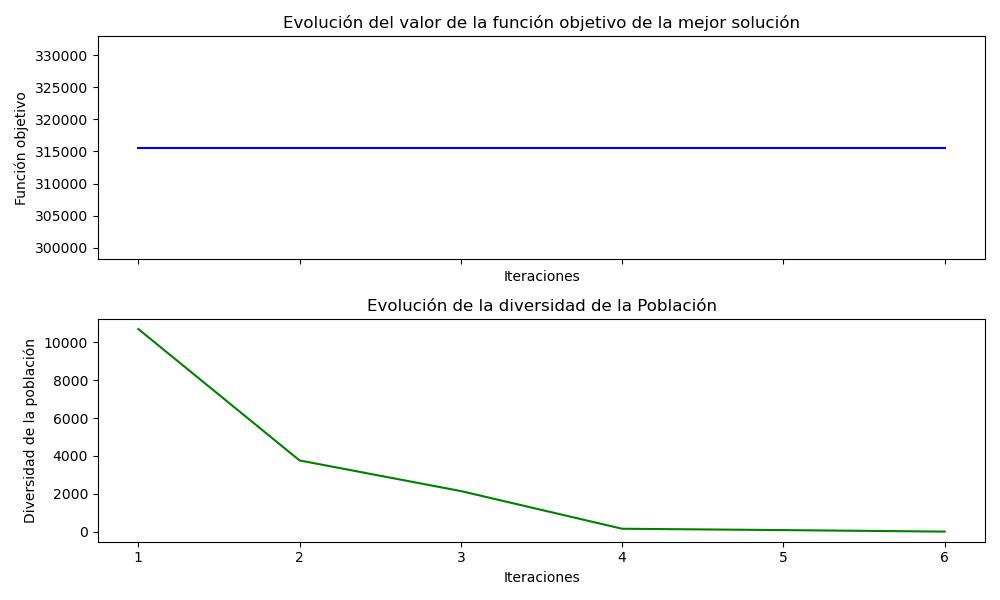 Evolución del valor de la función objetivo de la mejor solución
330000
325000
320000
315000
310000
305000
300000
Función objetivo
Iteraciones
Evolución de la diversidad de la Población
10000
8000
6000
4000
2000
0
Diversidad de la población
1 2 3 4 5 6
Iteraciones